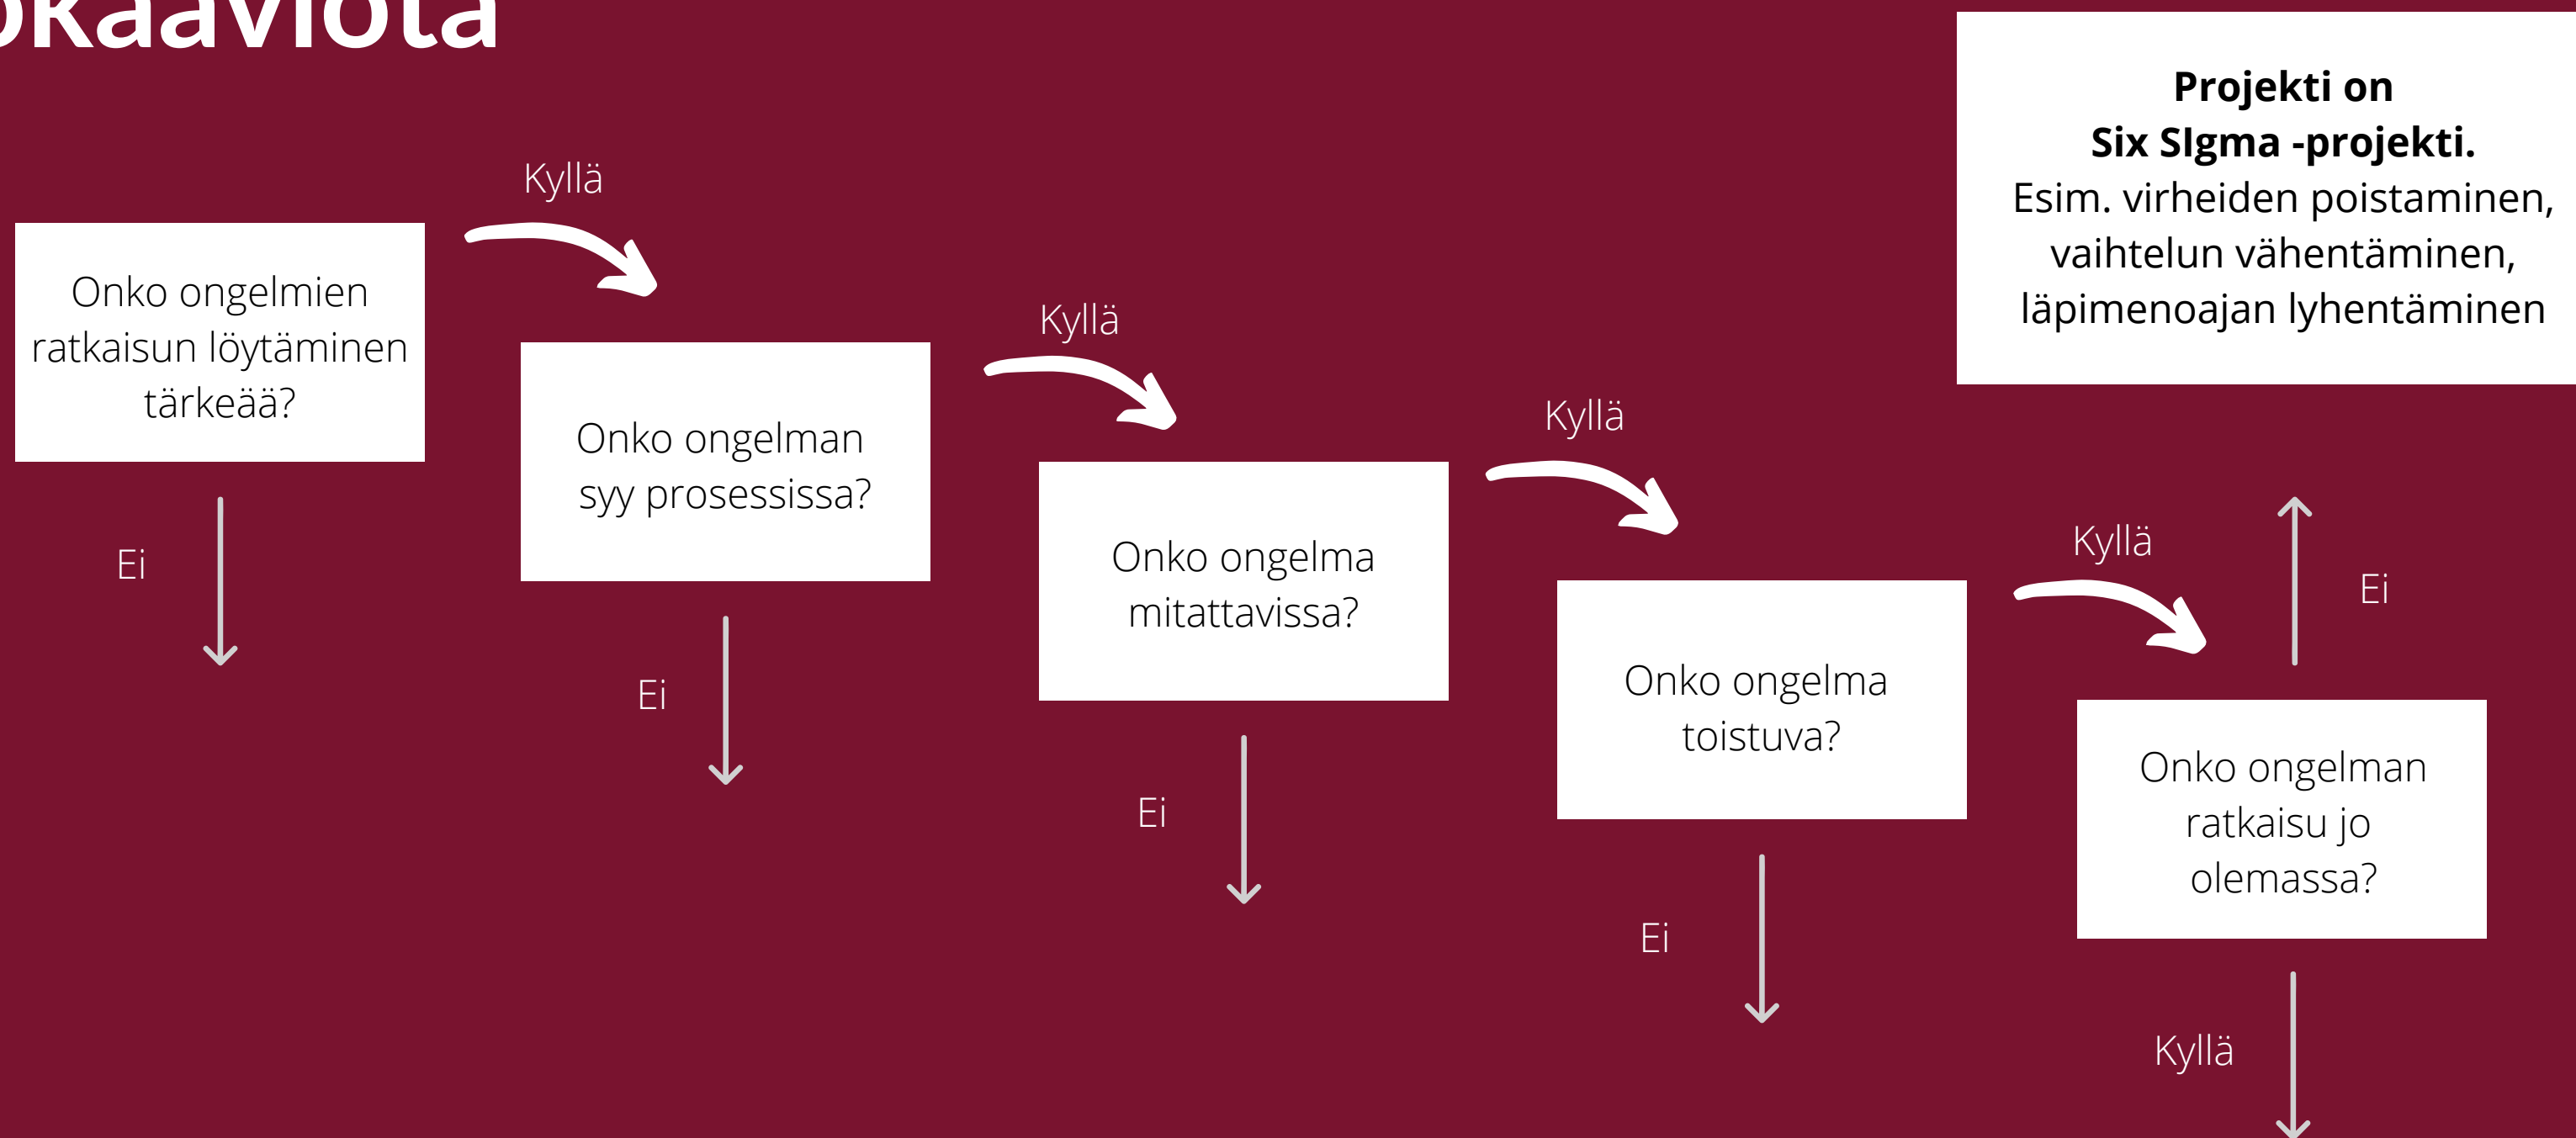 Projekti on
Six SIgma -projekti.
Esim. virheiden poistaminen,
vaihtelun vähentäminen,
läpimenoajan lyhentäminen
Kyllä
Onko ongelmien
ratkaisun löytäminen
tärkeää?
Ei
Kyllä
Onko ongelman
syy prosessissa?
Ei
Kyllä
Onko ongelma
mitattavissa?
Ei
Kyllä
Onko ongelma
toistuva?
Ei
Ei
Onko ongelman
ratkaisu jo
olemassa?
Kyllä